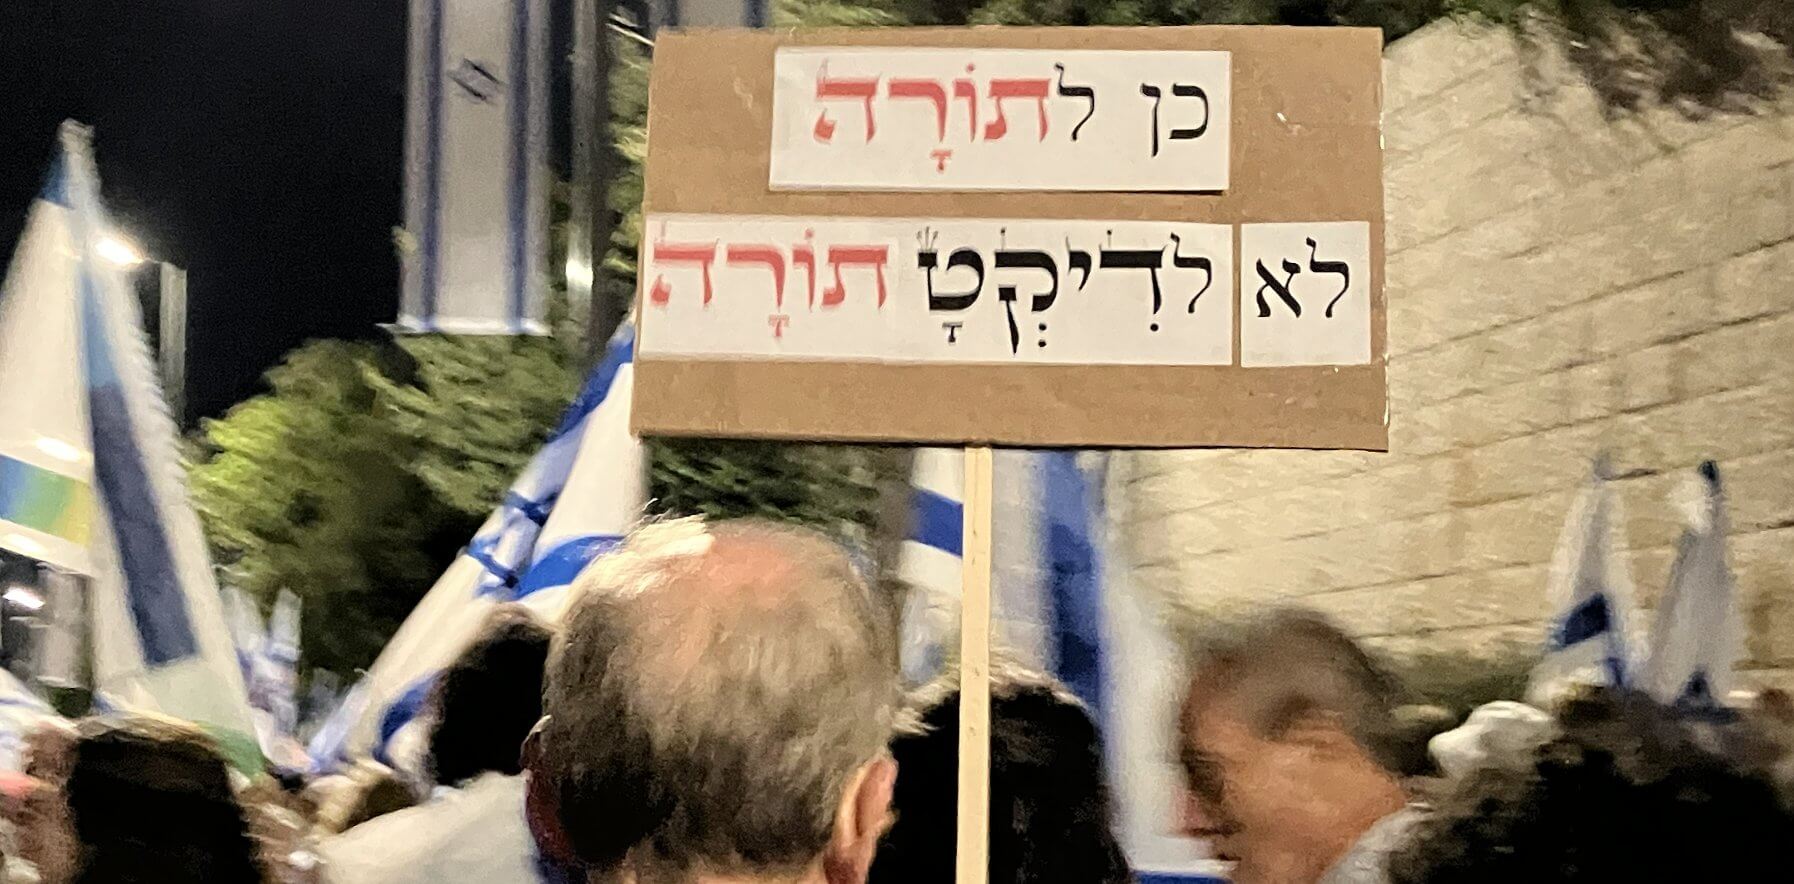 כן לתוֹרָה
לא לדִיקְטָ תוֹרָה